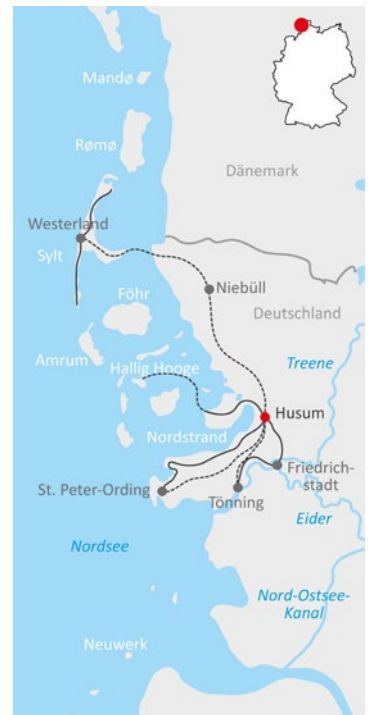 Mandø
Rømø
Dänemark
Westerland
Sylt
Niebüll
Föhr
Deutschland
Amrum
Hallig Hooge
Treene
Husum
Nordstrand
Friedrich-
stadt
St. Peter-Ording
Tönning
Eider
Nordsee
Nord-Ostsee-
Kanal
Neuwerk